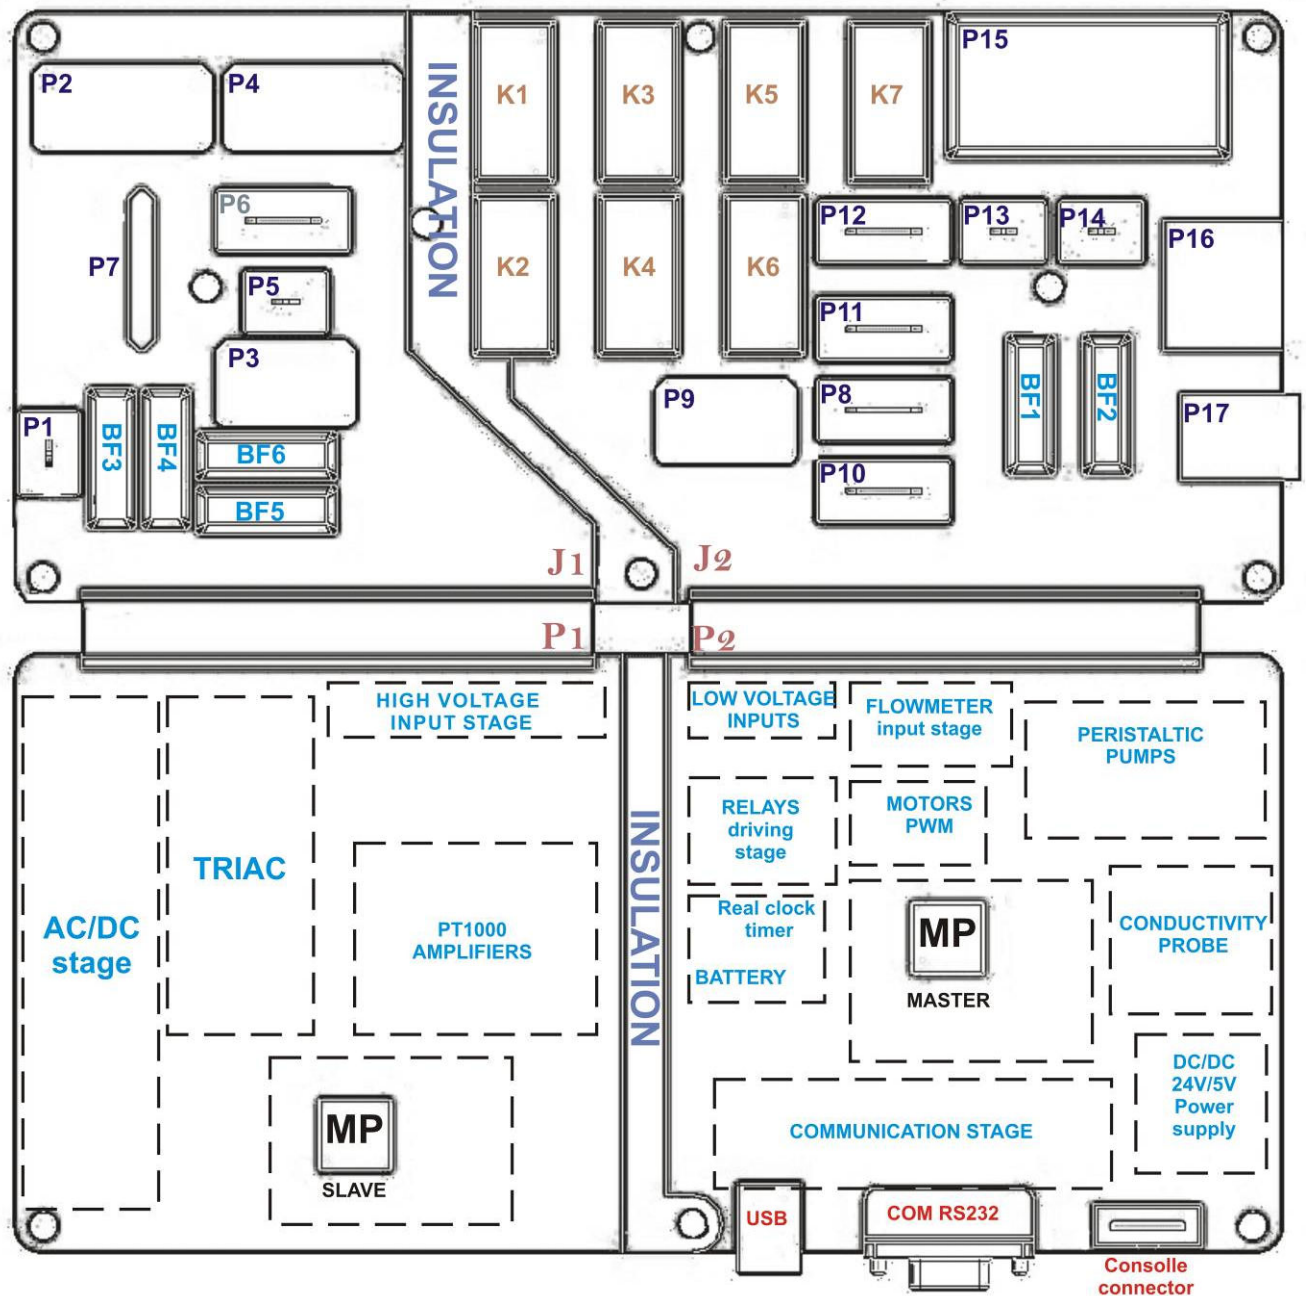 P2
P4
INSULATION
K1
K3
K5
K7
P15
P6
P12
P13
P14
P16
P7
P5
K2
K4
K6
P11
P3
BF1
BF2
P1
BF3
BF4
BF6
BF5
P9
P8
P17
P10
J1
J2
P1
P2
HIGH VOLTAGE
INPUT STAGE
LOW VOLTAGE
INPUTS
FLOWMETER
input stage
PERISTALTIC
PUMPS
RELAYS
driving
stage
MOTORS
PWM
INSULATION
TRIAC
AC/DC
stage
PT1000
AMPLIFIERS
Real clock
timer
BATTERY
MP
MASTER
CONDUCTIVITY
PROBE
DC/DC
24V/5V
Power
supply
MP
SLAVE
COMMUNICATION STAGE
USB
COM RS232
Consolle
connector